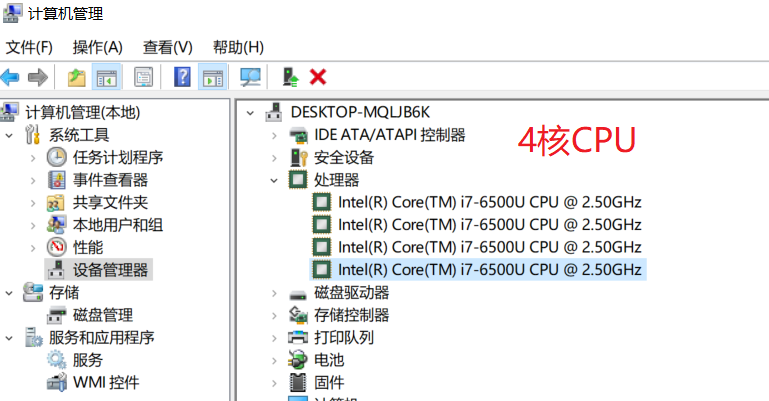 计算机管理
文件(F) 操作(A) 查看(V) 帮助(H)
计算机管理(本地)
系统工具
任务计划程序
事件查看器
共享文件夹
本地用户和组
性能
设备管理器
存储
磁盘管理
服务和应用程序
服务
WMI 控件
DESKTOP-MQLJB6K
IDE ATA/ATAPI 控制器
4核CPU
安全设备
处理器
Intel(R) Core(TM) i7-6500U CPU @ 2.50GHz
Intel(R) Core(TM) i7-6500U CPU @ 2.50GHz
Intel(R) Core(TM) i7-6500U CPU @ 2.50GHz
Intel(R) Core(TM) i7-6500U CPU @ 2.50GHz
磁盘驱动器
存储控制器
打印队列
电池
固件